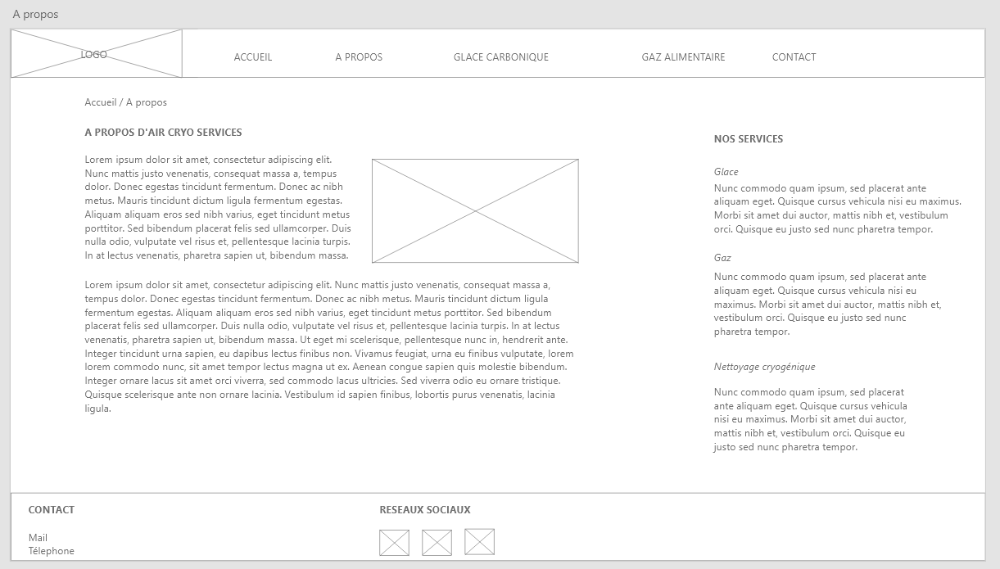 A propos
LOGO
ACCUEIL
A PROPOS
GLACE CARBONIQUE
GAZ ALIMENTAIRE
CONTACT
Accueil / A propos
A PROPOS D'AIR CRYO SERVICES
Lorem ipsum dolor sit amet, consectetur adipiscing elit.
Nunc mattis justo venenatis, consequat massa a, tempus
dolor. Donec egestas tincidunt fermentum. Donec ac nibh
metus. Mauris tincidunt dictum ligula fermentum egestas.
Aliquam aliquam eros sed nibh varius, eget tincidunt metus
porttitor. Sed bibendum placerat felis sed ullamcorper. Duis
nulla odio, vulputate vel risus et, pellentesque lacinia turpis.
In at lectus venenatis, pharetra sapien ut, bibendum massa.
Lorem ipsum dolor sit amet, consectetur adipiscing elit. Nunc mattis justo venenatis, consequat massa a,
tempus dolor. Donec egestas tincidunt fermentum. Donec ac nibh metus. Mauris tincidunt dictum ligula
fermentum egestas. Aliquam aliquam eros sed nibh varius, eget tincidunt metus porttitor. Sed bibendum
placerat felis sed ullamcorper. Duis nulla odio, vulputate vel risus et, pellentesque lacinia turpis. In at lectus
venenatis, pharetra sapien ut, bibendum massa. Ut eget mi scelerisque, pellentesque nunc in, hendrerit ante.
Integer tincidunt urna sapien, eu dapibus lectus finibus non. Vivamus feugiat, urna eu finibus vulputate, lorem
lorem commodo nunc, sit amet tempor lectus magna ut ex. Aenean congue sapien quis molestie bibendum.
Integer ornare lacus sit amet orci viverra, sed commodo lacus ultricies. Sed viverra odio eu ornare tristique.
Quisque scelerisque ante non ornare lacinia. Vestibulum id sapien finibus, lobortis purus venenatis, lacinia
ligula.
NOS SERVICES
Glace
Nunc commodo quam ipsum, sed placerat ante
aliquam eget. Quisque cursus vehicula nisi eu maximus.
Morbi sit amet dui auctor, mattis nibh et, vestibulum
orci. Quisque eu justo sed nunc pharetra tempor.
Gaz
Nunc commodo quam ipsum, sed placerat ante
aliquam eget. Quisque cursus vehicula nisi eu
maximus. Morbi sit amet dui auctor, mattis nibh et,
vestibulum orci. Quisque eu justo sed nunc
pharetra tempor.
Nettoyage cryogénique
Nunc commodo quam ipsum, sed placerat
ante aliquam eget. Quisque cursus vehicula
nisi eu maximus. Morbi sit amet dui auctor,
mattis nibh et, vestibulum orci. Quisque eu
justo sed nunc pharetra tempor.
CONTACT
Mail
Télephone
RESEAUX SOCIAUX